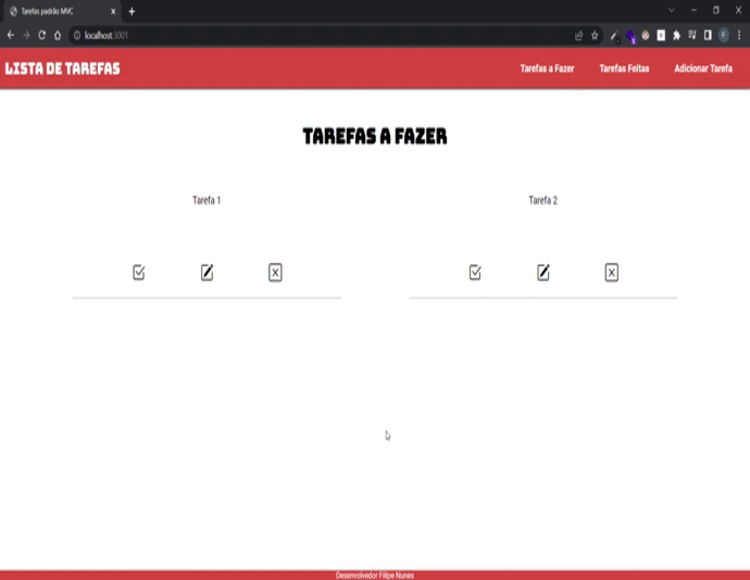 Tarefas padrão MVC
localhost:3001
LISTA DE TAREFAS
Tarefas a Fazer Tarefas Feitas Adicionar Tarefa
TAREFAS A FAZER
Tarefa 1 Tarefa 2
Desenvolvedor Filipe Nunes